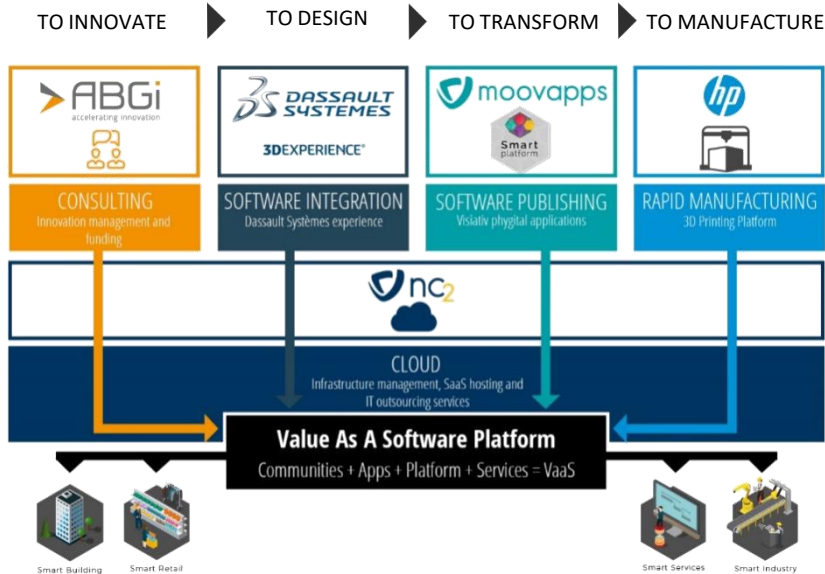 TO INNOVATE
TO DESIGN
TO TRANSFORM
TO MANUFACTURE
ABGi
accelerating innovation
DASSAULT
SYSTEMES
3DEXPERIENCE®
moovapps
Smart
platform
hp
CONSULTING
Innovation management and
funding
SOFTWARE INTEGRATION
Dassault Systèmes experience
SOFTWARE PUBLISHING
Visiativ phygital applications
RAPID MANUFACTURING
3D Printing Platform
nc2
CLOUD
Infrastructure management, SaaS hosting and
IT outsourcing services
Value As A Software Platform
Communities + Apps + Platform + Services = VaaS
Smart Building
Smart Retail
Smart Services
Smart Industry